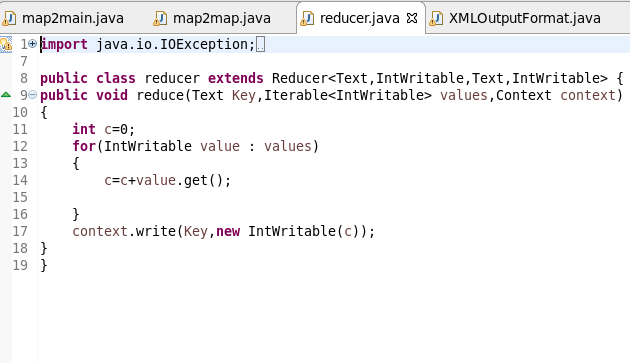 map2main.java map2map.java reducer.java XMLOutputFormat.java
1 import java.io.IOException;
7
8 public class reducer extends Reducer<Text,IntWritable,Text,IntWritable> {
9 public void reduce(Text Key,Iterable<IntWritable> values,Context context)
10 {
11     int c=0;
12     for(IntWritable value : values)
13     {
14         c=c+value.get();
15
16     }
17     context.write(Key,new IntWritable(c));
18 }
19 }